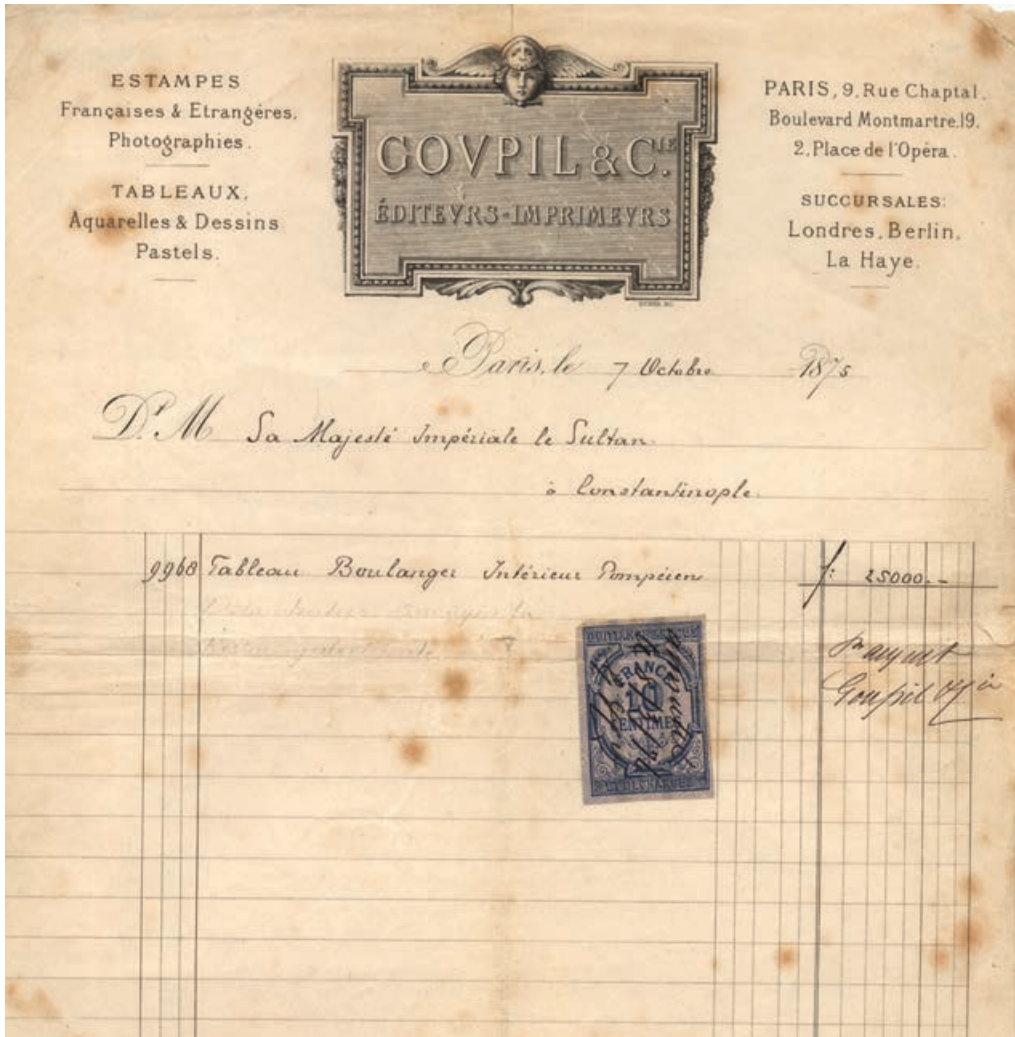 ESTAMPES
Françaises & Etrangéres.
Photographies.
TABLEAUX.
Aquarelles & Dessins
Pastels.
GOVPIL & CIE.
ÉDITEVRS-IMPRIMEVRS
PARIS, 9, Rue Chaptal.
Boulevard Montmartre, 19.
2, Place de l'Opéra.
SUCCURSALES:
Londres, Berlin,
La Haye.
Paris, le 7 Octobre 1875
Dt. M Sa Majesté Impériale le Sultan
à Constantinople.
9968 Tableau Boulanger Intérieur Pompéien f: 25000.-
Pr acquit
Goupil & Cie
FRANCE
10
CENTIMES